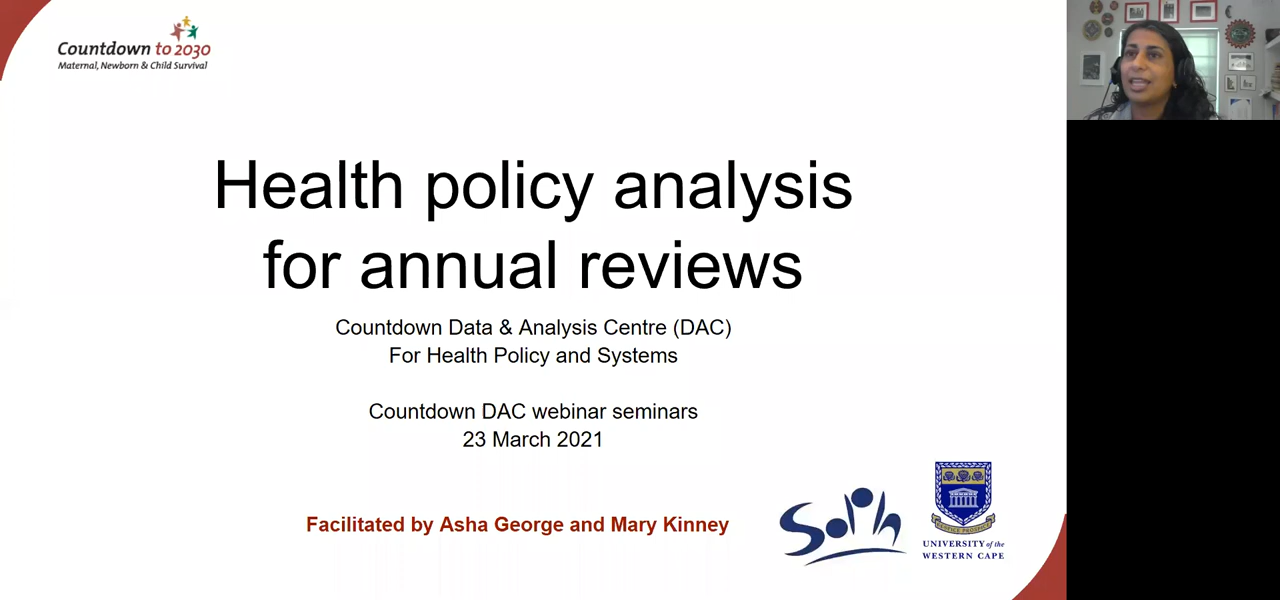 Countdown to 2030
Maternal, Newborn & Child Survival
Health policy analysis
for annual reviews
Countdown Data & Analysis Centre (DAC)
For Health Policy and Systems
Countdown DAC webinar seminars
23 March 2021
Facilitated by Asha George and Mary Kinney
SoPh
UNIVERSITY of the
WESTERN CAPE